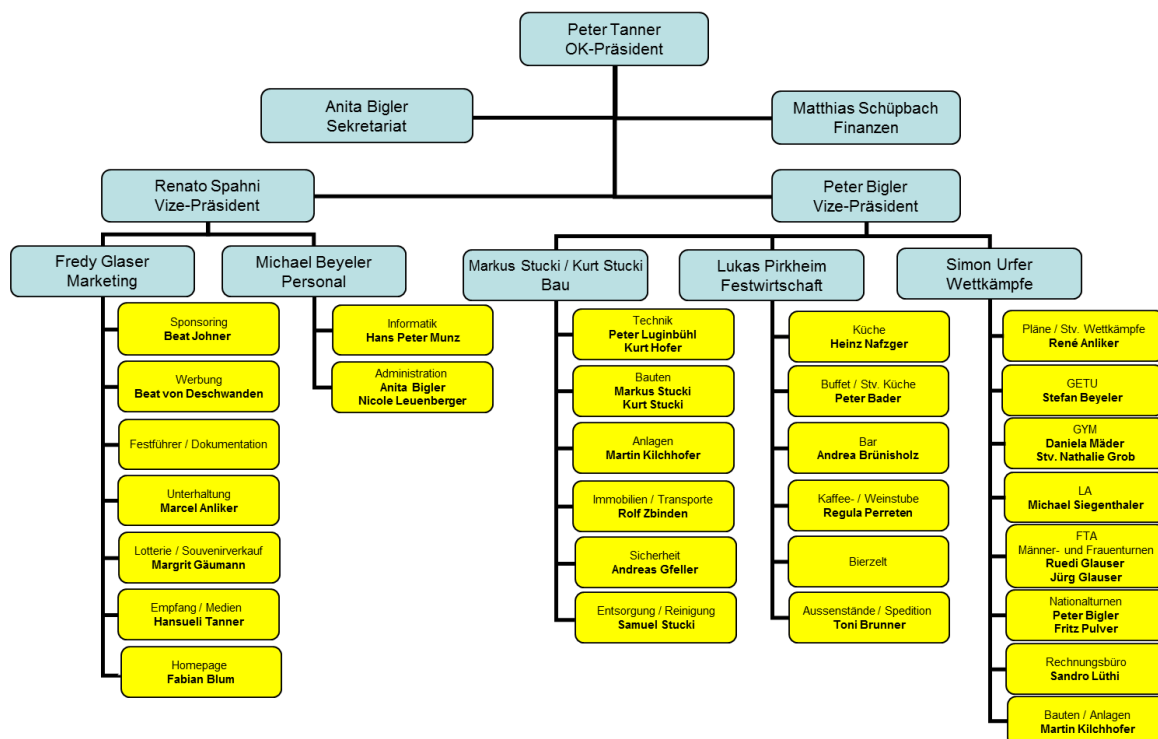 Peter Tanner
OK-Präsident
Anita Bigler
Sekretariat
Matthias Schüpbach
Finanzen
Renato Spahni
Vize-Präsident
Peter Bigler
Vize-Präsident
Fredy Glaser
Marketing
Michael Beyeler
Personal
Markus Stucki / Kurt Stucki
Bau
Lukas Pirkheim
Festwirtschaft
Simon Urfer
Wettkämpfe
Sponsoring
Beat Johner
Werbung
Beat von Deschwanden
Festführer / Dokumentation
Unterhaltung
Marcel Anliker
Lotterie / Souvenirverkauf
Margrit Gäumann
Empfang / Medien
Hansueli Tanner
Homepage
Fabian Blum
Informatik
Hans Peter Munz
Administration
Anita Bigler
Nicole Leuenberger
Technik
Peter Luginbühl
Kurt Hofer
Bauten
Markus Stucki
Kurt Stucki
Anlagen
Martin Kilchhofer
Immobilien / Transporte
Rolf Zbinden
Sicherheit
Andreas Gfeller
Entsorgung / Reinigung
Samuel Stucki
Küche
Heinz Nafzger
Buffet / Stv. Küche
Peter Bader
Bar
Andrea Brünisholz
Kaffee- / Weinstube
Regula Perreten
Bierzelt
Aussenstände / Spedition
Toni Brunner
Pläne / Stv. Wettkämpfe
René Anliker
GETU
Stefan Beyeler
GYM
Daniela Mäder
Stv. Nathalie Grob
LA
Michael Siegenthaler
FTA
Männer- und Frauenturnen
Ruedi Glauser
Jürg Glauser
Nationalturnen
Peter Bigler
Fritz Pulver
Rechnungsbüro
Sandro Lüthi
Bauten / Anlagen
Martin Kilchhofer